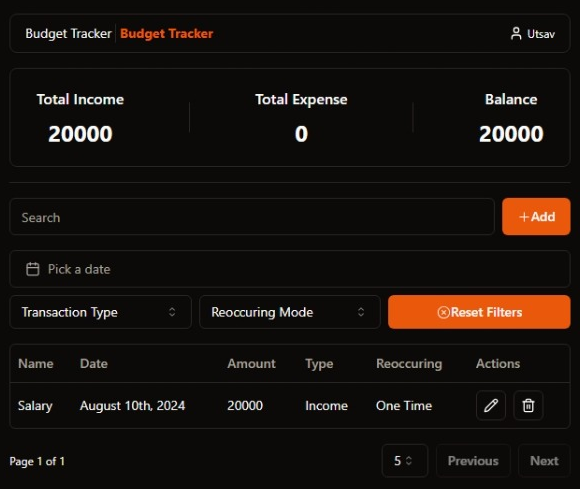 Budget Tracker Budget Tracker Utsav
Total Income Total Expense Balance
20000 0 20000
Search +Add
Pick a date
Transaction Type Reoccuring Mode Reset Filters
Name Date Amount Type Reoccuring Actions
Salary August 10th, 2024 20000 Income One Time
Page 1 of 1 5 Previous Next